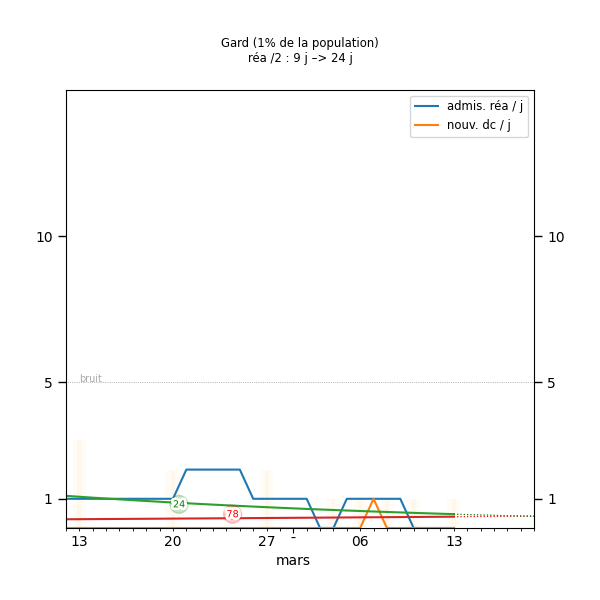 Gard (1% de la population)
réa /2 : 9 j –> 24 j
admis. réa / j
nouv. dc / j
10
10
bruit
5
5
24
78
1
1
13
20
27
-
06
13
mars